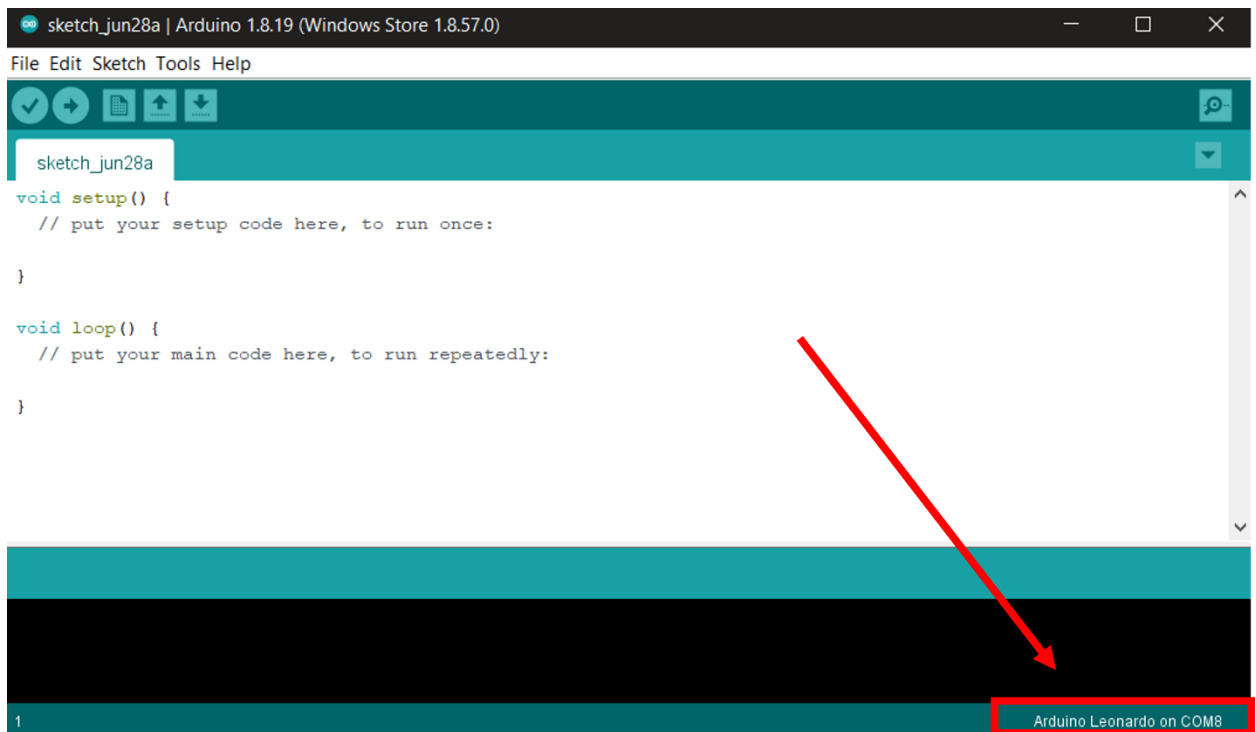 sketch_jun28a | Arduino 1.8.19 (Windows Store 1.8.57.0)
File Edit Sketch Tools Help
sketch_jun28a
void setup() {
  // put your setup code here, to run once:
}
void loop() {
  // put your main code here, to run repeatedly:
}
1
Arduino Leonardo on COM8